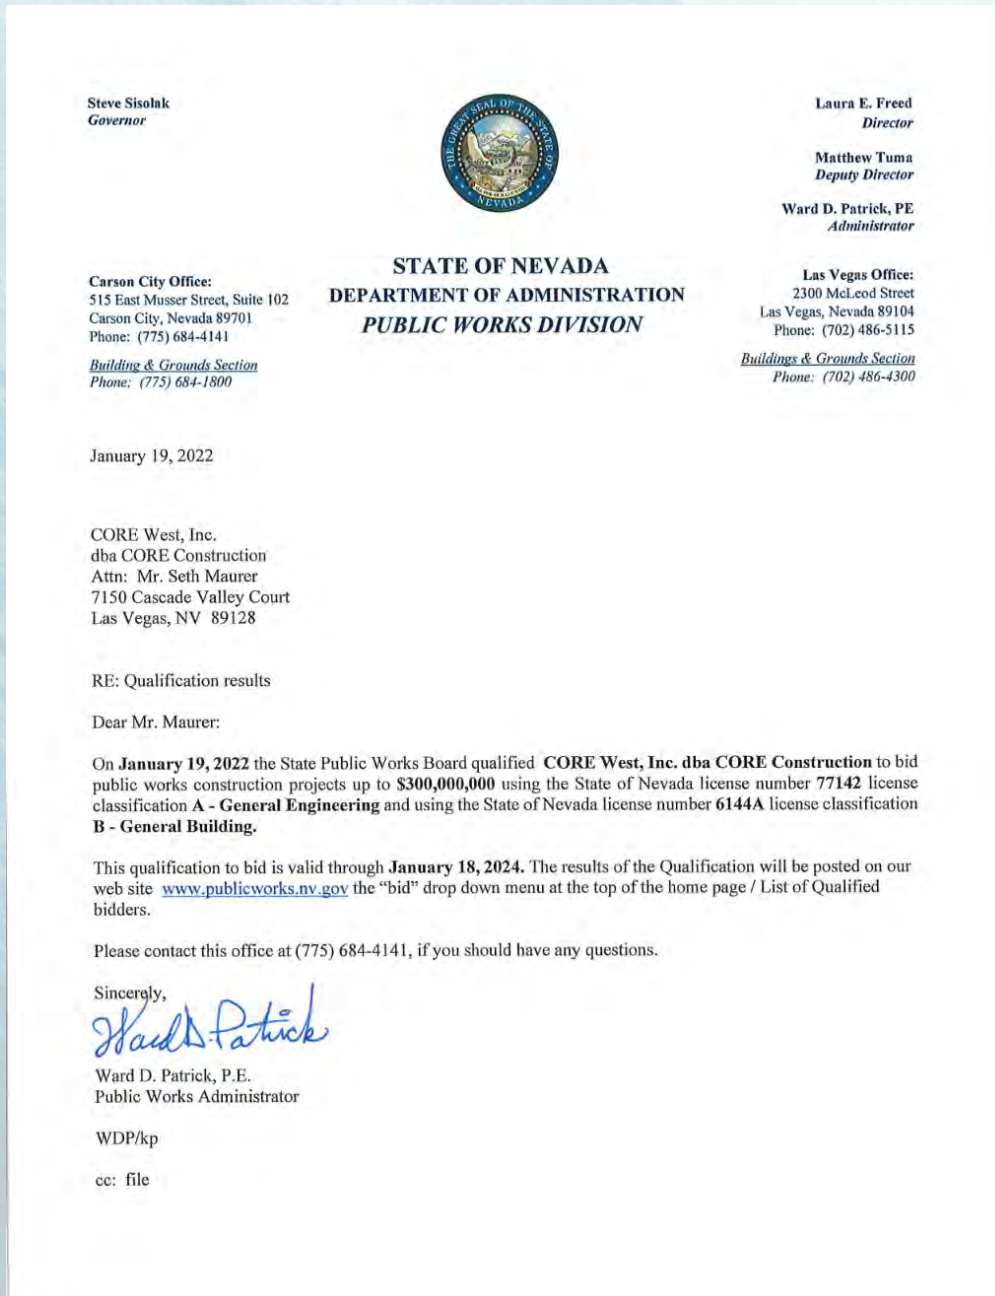 Steve Sisolak
Governor
THE GREAT SEAL OF THE STATE OF
NEVADA
Laura E. Freed
Director
Matthew Tuma
Deputy Director
Ward D. Patrick, PE
Administrator
STATE OF NEVADA
DEPARTMENT OF ADMINISTRATION
PUBLIC WORKS DIVISION
Carson City Office:
515 East Musser Street, Suite 102
Carson City, Nevada 89701
Phone: (775) 684-4141
Building & Grounds Section
Phone: (775) 684-1800
Las Vegas Office:
2300 McLeod Street
Las Vegas, Nevada 89104
Phone: (702) 486-5115
Buildings & Grounds Section
Phone: (702) 486-4300
January 19, 2022
CORE West, Inc.
dba CORE Construction
Attn: Mr. Seth Maurer
7150 Cascade Valley Court
Las Vegas, NV 89128
RE: Qualification results
Dear Mr. Maurer:
On January 19, 2022 the State Public Works Board qualified CORE West, Inc. dba CORE Construction to bid
public works construction projects up to $300,000,000 using the State of Nevada license number 77142 license
classification A - General Engineering and using the State of Nevada license number 6144A license classification
B - General Building.
This qualification to bid is valid through January 18, 2024. The results of the Qualification will be posted on our
web site www.publicworks.nv.gov the “bid” drop down menu at the top of the home page / List of Qualified
bidders.
Please contact this office at (775) 684-4141, if you should have any questions.
Sincerely,
Ward D. Patrick
Ward D. Patrick, P.E.
Public Works Administrator
WDP/kp
cc: file